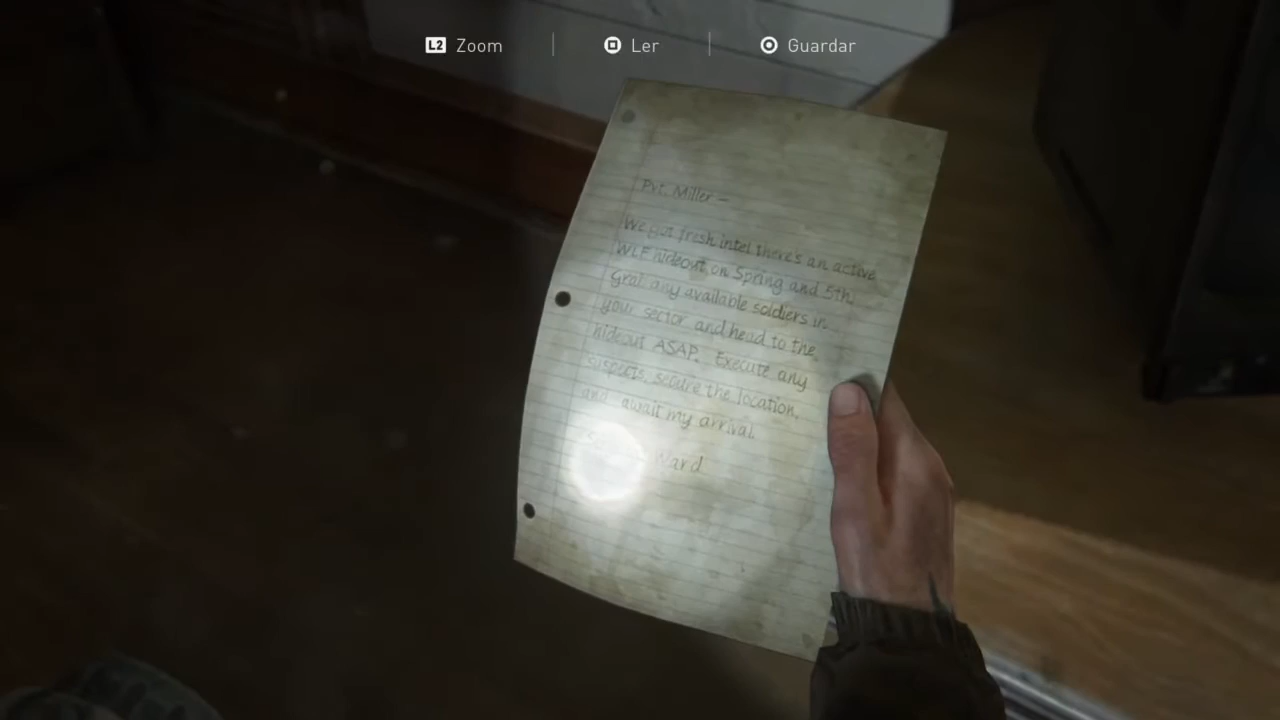 L2 Zoom
Ler
Guardar
Pvt. Miller –
We got fresh intel there's an active
WLF hideout on Spring and 5th.
Grab any available soldiers in
your sector and head to the
hideout ASAP. Execute any
suspects, secure the location,
and await my arrival.
Ward